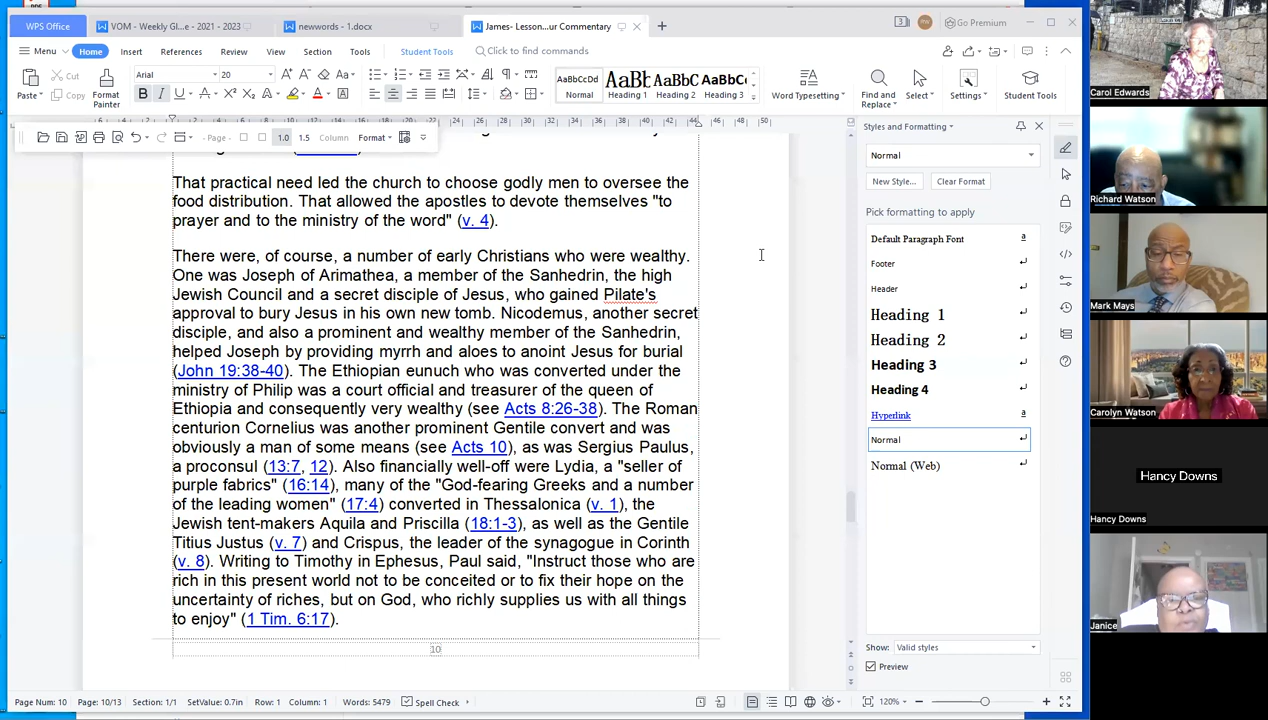 WPS Office
VOM - Weekly Gl...e - 2021 - 2023
newwords - 1.docx
James- Lesson...ur Commentary
Go Premium
Menu
Home
Insert
References
Review
View
Section
Tools
Student Tools
Click to find commands
Paste
Cut
Copy
Format Painter
Arial
20
Normal
Heading 1
Heading 2
Heading 3
Word Typesetting
Find and Replace
Select
Settings
Student Tools
- Page -
1.0
1.5
Column
Format
That practical need led the church to choose godly men to oversee the
food distribution. That allowed the apostles to devote themselves "to
prayer and to the ministry of the word" (v. 4).
There were, of course, a number of early Christians who were wealthy.
One was Joseph of Arimathea, a member of the Sanhedrin, the high
Jewish Council and a secret disciple of Jesus, who gained Pilate's
approval to bury Jesus in his own new tomb. Nicodemus, another secret
disciple, and also a prominent and wealthy member of the Sanhedrin,
helped Joseph by providing myrrh and aloes to anoint Jesus for burial
(John 19:38-40). The Ethiopian eunuch who was converted under the
ministry of Philip was a court official and treasurer of the queen of
Ethiopia and consequently very wealthy (see Acts 8:26-38). The Roman
centurion Cornelius was another prominent Gentile convert and was
obviously a man of some means (see Acts 10), as was Sergius Paulus,
a proconsul (13:7, 12). Also financially well-off were Lydia, a "seller of
purple fabrics" (16:14), many of the "God-fearing Greeks and a number
of the leading women" (17:4) converted in Thessalonica (v. 1), the
Jewish tent-makers Aquila and Priscilla (18:1-3), as well as the Gentile
Titius Justus (v. 7) and Crispus, the leader of the synagogue in Corinth
(v. 8). Writing to Timothy in Ephesus, Paul said, "Instruct those who are
rich in this present world not to be conceited or to fix their hope on the
uncertainty of riches, but on God, who richly supplies us with all things
to enjoy" (1 Tim. 6:17).
10
Styles and Formatting
Normal
New Style...
Clear Format
Pick formatting to apply
Default Paragraph Font
Footer
Header
Heading 1
Heading 2
Heading 3
Heading 4
Hyperlink
Normal
Normal (Web)
Show:
Valid styles
Preview
Page Num: 10
Page: 10/13
Section: 1/1
SetValue: 0.7in
Row: 1
Column: 1
Words: 5479
Spell Check
120%
Carol Edwards
Richard Watson
Mark Mays
Carolyn Watson
Hancy Downs
Hancy Downs
Janice